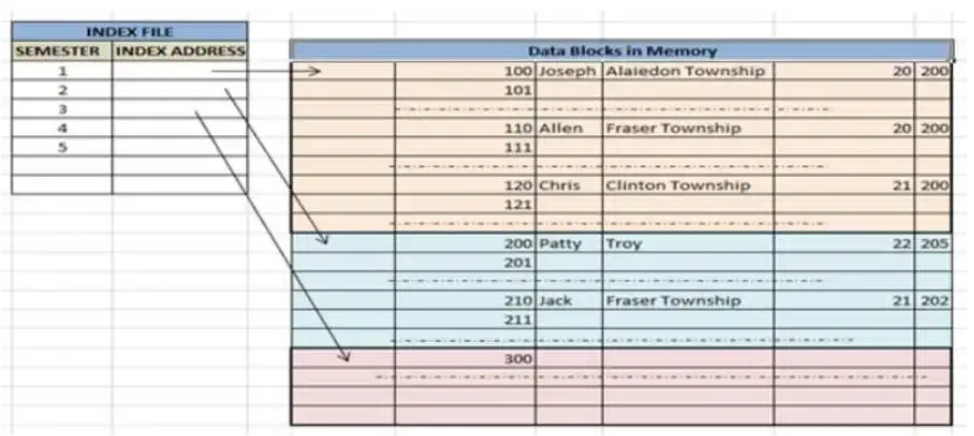 INDEX FILE
SEMESTER INDEX ADDRESS
1
2
3
4
5
Data Blocks in Memory
100 Joseph Alaiedon Township 20 200
101
110 Allen Fraser Township 20 200
111
120 Chris Clinton Township 21 200
121
200 Patty Troy 22 205
201
210 Jack Fraser Township 21 202
211
300